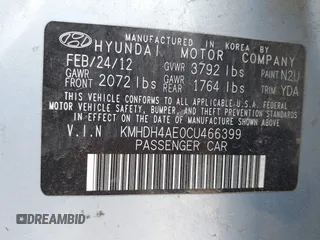 MANUFACTURED IN KOREA BY
HYUNDAI MOTOR COMPANY
FEB/24/12 GVWR 3792 lbs PAINT N2U
GAWR FRONT 2072 lbs GAWR REAR 1764 lbs TRIM YDA
THIS VEHICLE CONFORMS TO ALL APPLICABLE FEDERAL
MOTOR VEHICLE SAFETY, BUMPER, AND THEFT PREVENTION
STANDARDS IN EFFECT ON THE DATE OF MANUFACTURE
SHOWN ABOVE.
V.I.N KMHDH4AE0CU466399
PASSENGER CAR
DREAMBID